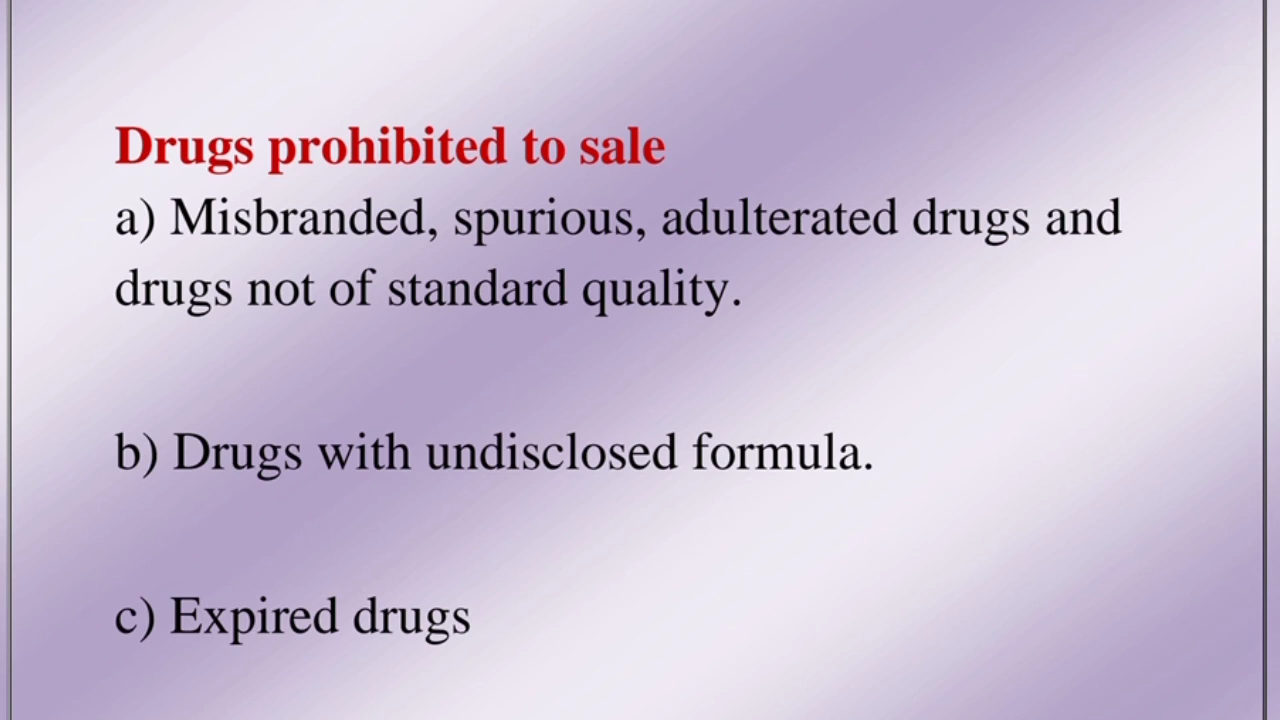 Drugs prohibited to sale
a) Misbranded, spurious, adulterated drugs and
drugs not of standard quality.
b) Drugs with undisclosed formula.
c) Expired drugs